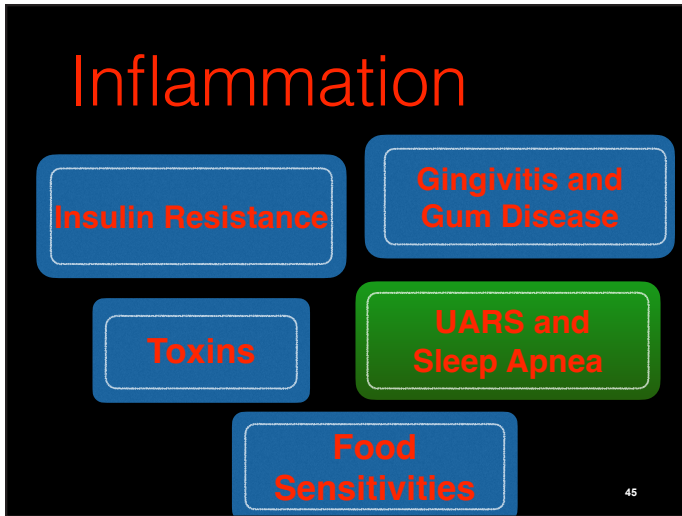 Inflammation
Insulin Resistance
Gingivitis and
Gum Disease
Toxins
UARS and
Sleep Apnea
Food
Sensitivities
45